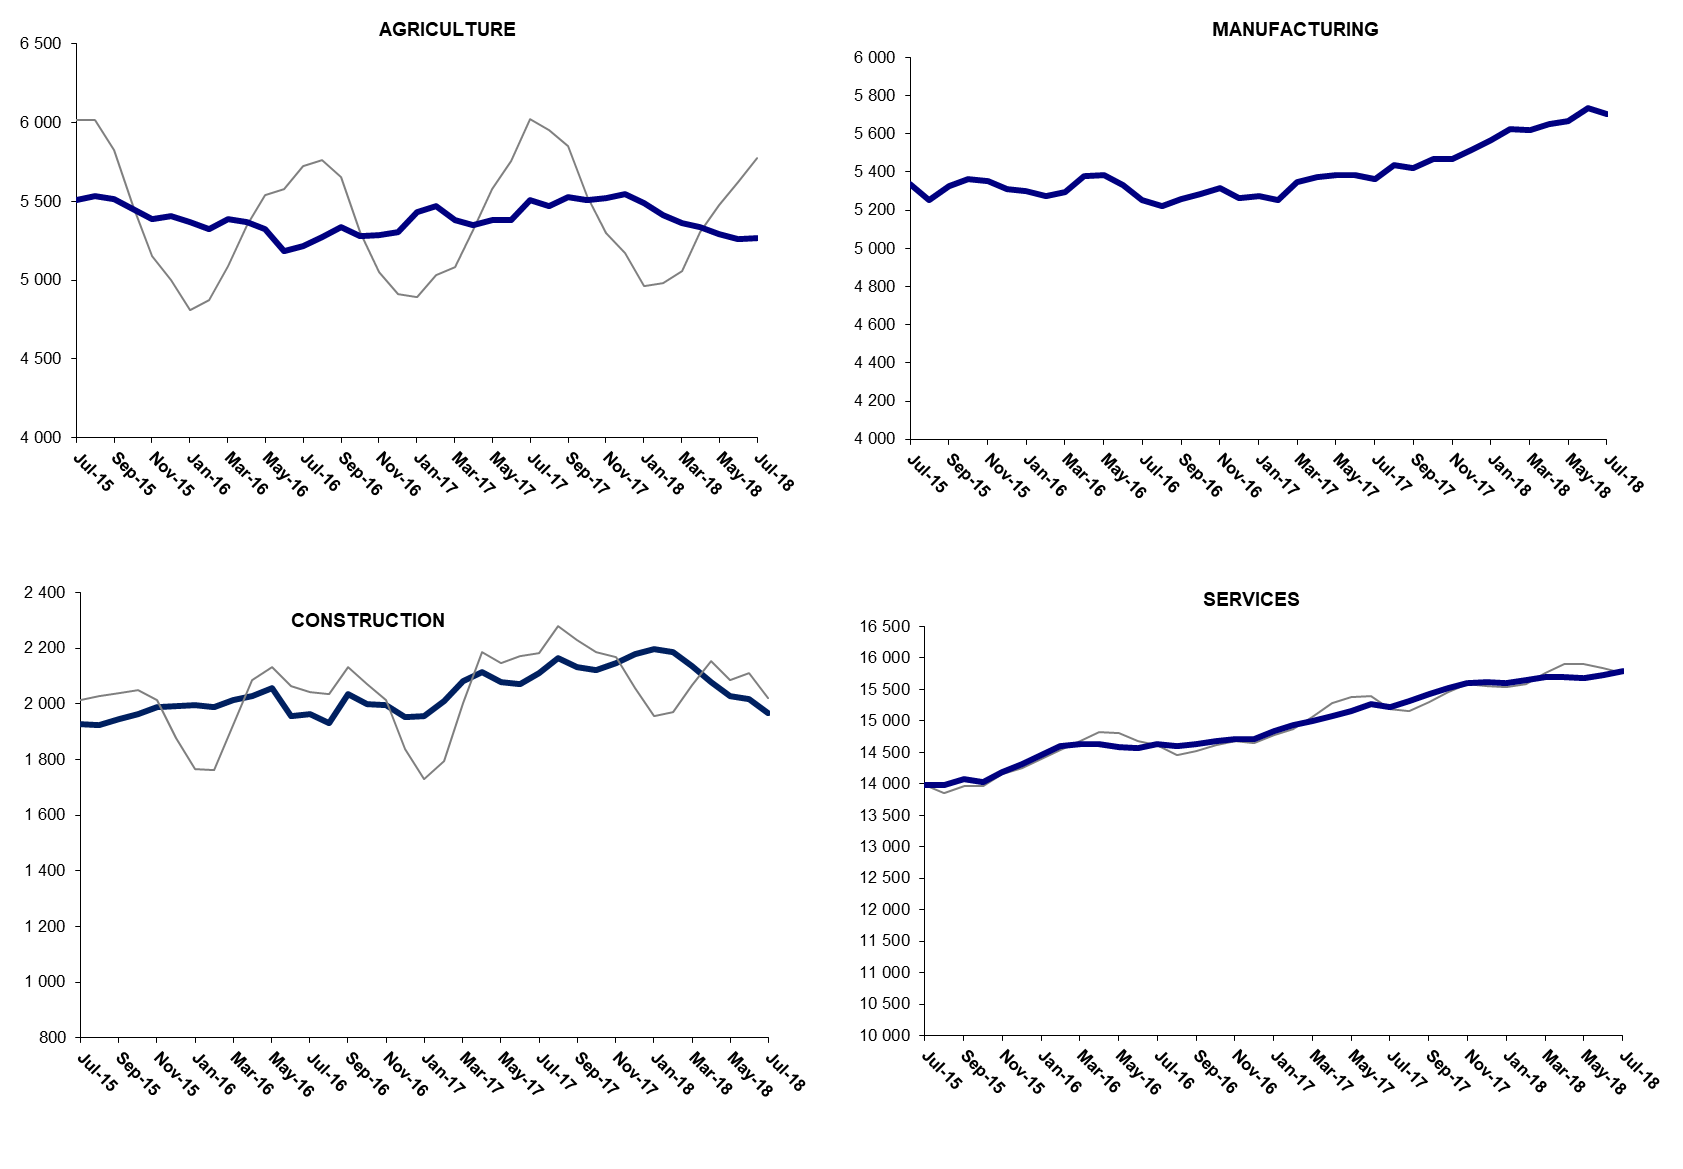 AGRICULTURE
6 500
6 000
5 500
5 000
4 500
4 000
Jul-15
Sep-15
Nov-15
Jan-16
Mar-16
May-16
Jul-16
Sep-16
Nov-16
Jan-17
Mar-17
May-17
Jul-17
Sep-17
Nov-17
Jan-18
Mar-18
May-18
Jul-18
MANUFACTURING
6 000
5 800
5 600
5 400
5 200
5 000
4 800
4 600
4 400
4 200
4 000
Jul-15
Sep-15
Nov-15
Jan-16
Mar-16
May-16
Jul-16
Sep-16
Nov-16
Jan-17
Mar-17
May-17
Jul-17
Sep-17
Nov-17
Jan-18
Mar-18
May-18
Jul-18
CONSTRUCTION
2 400
2 200
2 000
1 800
1 600
1 400
1 200
1 000
800
Jul-15
Sep-15
Nov-15
Jan-16
Mar-16
May-16
Jul-16
Sep-16
Nov-16
Jan-17
Mar-17
May-17
Jul-17
Sep-17
Nov-17
Jan-18
Mar-18
May-18
Jul-18
SERVICES
16 500
16 000
15 500
15 000
14 500
14 000
13 500
13 000
12 500
12 000
11 500
11 000
10 500
10 000
Jul-15
Sep-15
Nov-15
Jan-16
Mar-16
May-16
Jul-16
Sep-16
Nov-16
Jan-17
Mar-17
May-17
Jul-17
Sep-17
Nov-17
Jan-18
Mar-18
May-18
Jul-18